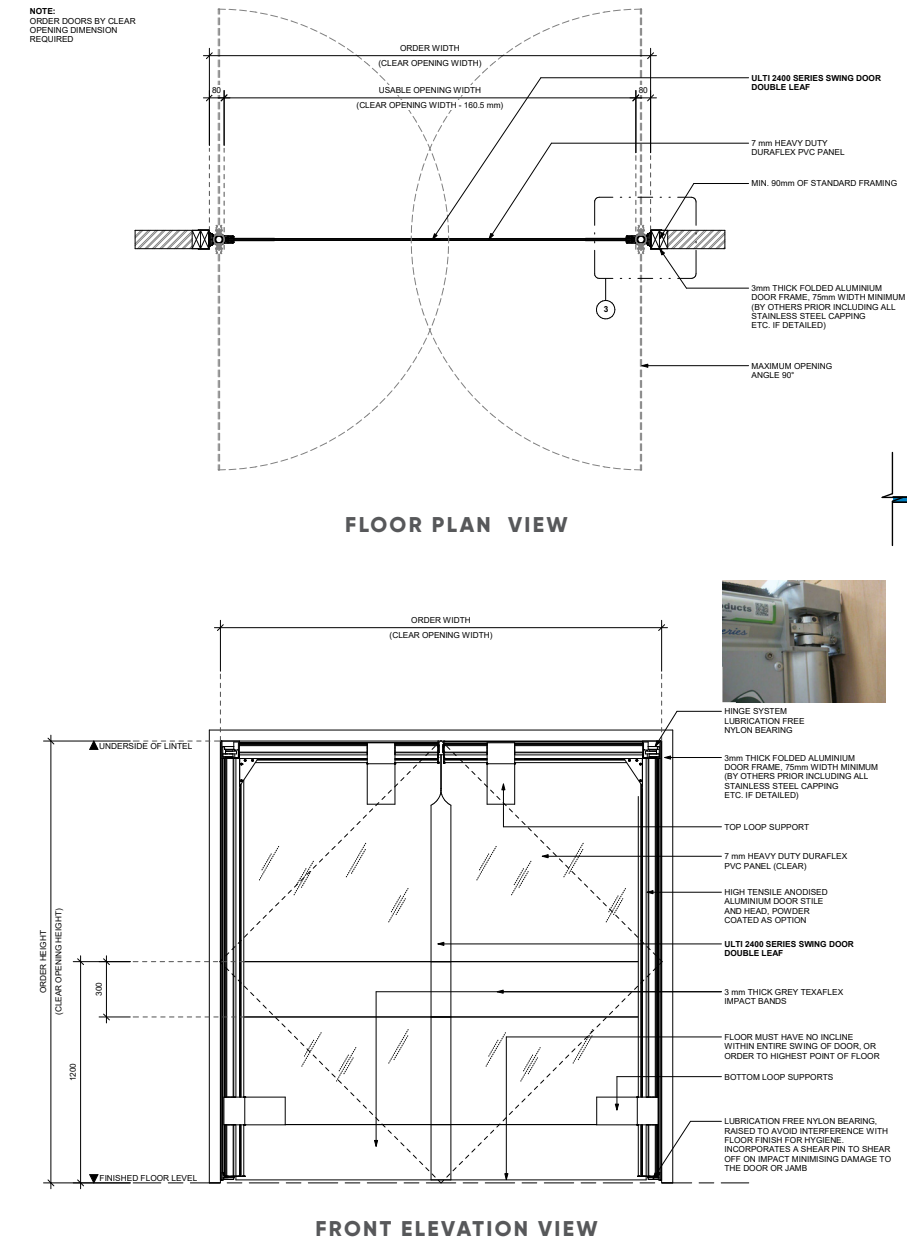 NOTE:
ORDER DOORS BY CLEAR
OPENING DIMENSION
REQUIRED
ORDER WIDTH
(CLEAR OPENING WIDTH)
80
USABLE OPENING WIDTH
80
(CLEAR OPENING WIDTH - 160.5 mm)
ULTI 2400 SERIES SWING DOOR
DOUBLE LEAF
7 mm HEAVY DUTY
DURAFLEX PVC PANEL
MIN. 90mm OF STANDARD FRAMING
3mm THICK FOLDED ALUMINIUM
DOOR FRAME, 75mm WIDTH MINIMUM
(BY OTHERS PRIOR INCLUDING ALL
STAINLESS STEEL CAPPING
ETC. IF DETAILED)
3
MAXIMUM OPENING
ANGLE 90°
FLOOR PLAN VIEW
ORDER WIDTH
(CLEAR OPENING WIDTH)
ducts
eries
HINGE SYSTEM
LUBRICATION FREE
NYLON BEARING
UNDERSIDE OF LINTEL
3mm THICK FOLDED ALUMINIUM
DOOR FRAME, 75mm WIDTH MINIMUM
(BY OTHERS PRIOR INCLUDING ALL
STAINLESS STEEL CAPPING
ETC. IF DETAILED)
TOP LOOP SUPPORT
7 mm HEAVY DUTY DURAFLEX
PVC PANEL (CLEAR)
HIGH TENSILE ANODISED
ALUMINIUM DOOR STILE
AND HEAD, POWDER
COATED AS OPTION
ULTI 2400 SERIES SWING DOOR
DOUBLE LEAF
ORDER HEIGHT
(CLEAR OPENING HEIGHT)
300
1200
3 mm THICK GREY TEXAFLEX
IMPACT BANDS
FLOOR MUST HAVE NO INCLINE
WITHIN ENTIRE SWING OF DOOR, OR
ORDER TO HIGHEST POINT OF FLOOR
BOTTOM LOOP SUPPORTS
LUBRICATION FREE NYLON BEARING,
RAISED TO AVOID INTERFERENCE WITH
FLOOR FINISH FOR HYGIENE.
INCORPORATES A SHEAR PIN TO SHEAR
OFF ON IMPACT MINIMISING DAMAGE TO
THE DOOR OR JAMB
FINISHED FLOOR LEVEL
FRONT ELEVATION VIEW